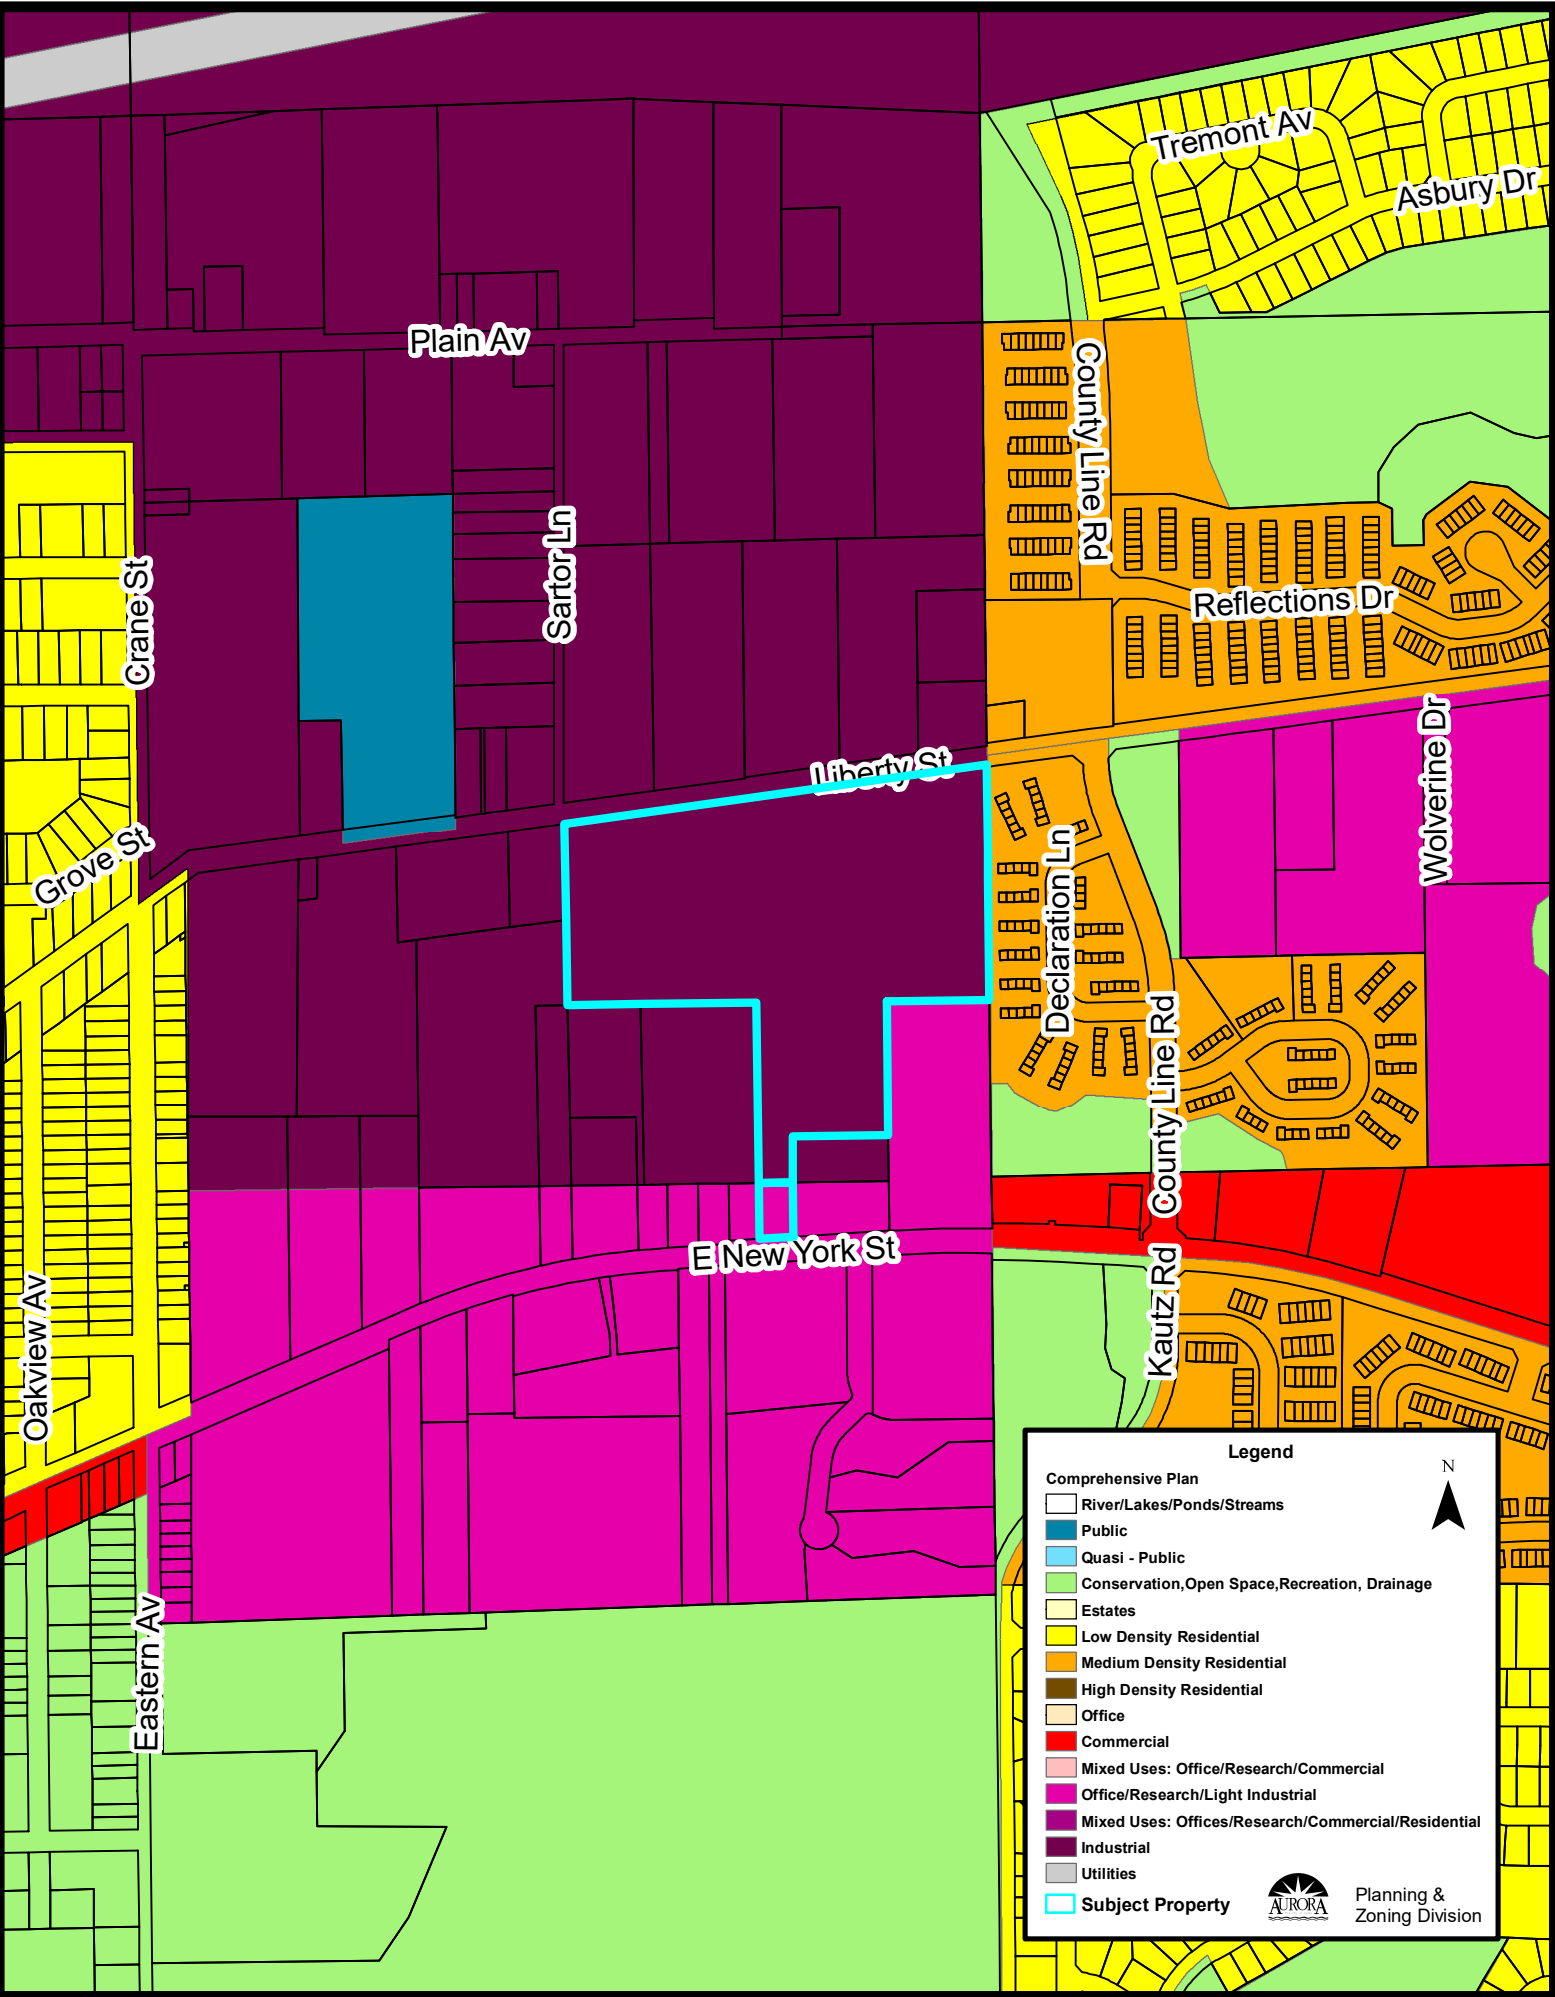 Tremont Av
Asbury Dr
Plain Av
County Line Rd
Sartor Ln
Crane St
Reflections Dr
Wolverine Dr
Liberty St
Grove St
Declaration Ln
County Line Rd
E New York St
Kautz Rd
Oakview Av
Eastern Av
Legend
Comprehensive Plan
N
River/Lakes/Ponds/Streams
Public
Quasi - Public
Conservation,Open Space,Recreation, Drainage
Estates
Low Density Residential
Medium Density Residential
High Density Residential
Office
Commercial
Mixed Uses: Office/Research/Commercial
Office/Research/Light Industrial
Mixed Uses: Offices/Research/Commercial/Residential
Industrial
Utilities
Subject Property
AURORA
Planning &
Zoning Division